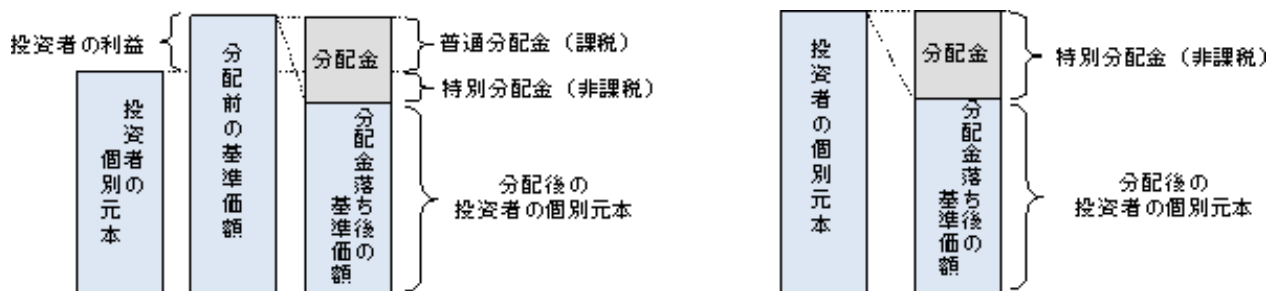 投資者の利益
投資者の
個別元本
分配前の基準価額
分配金
分配金落ち後の
基準価額
普通分配金（課税）
特別分配金（非課税）
分配後の
投資者の個別元本
投資者の個別元本
分配金
分配金落ち後の
基準価額
特別分配金（非課税）
分配後の
投資者の個別元本